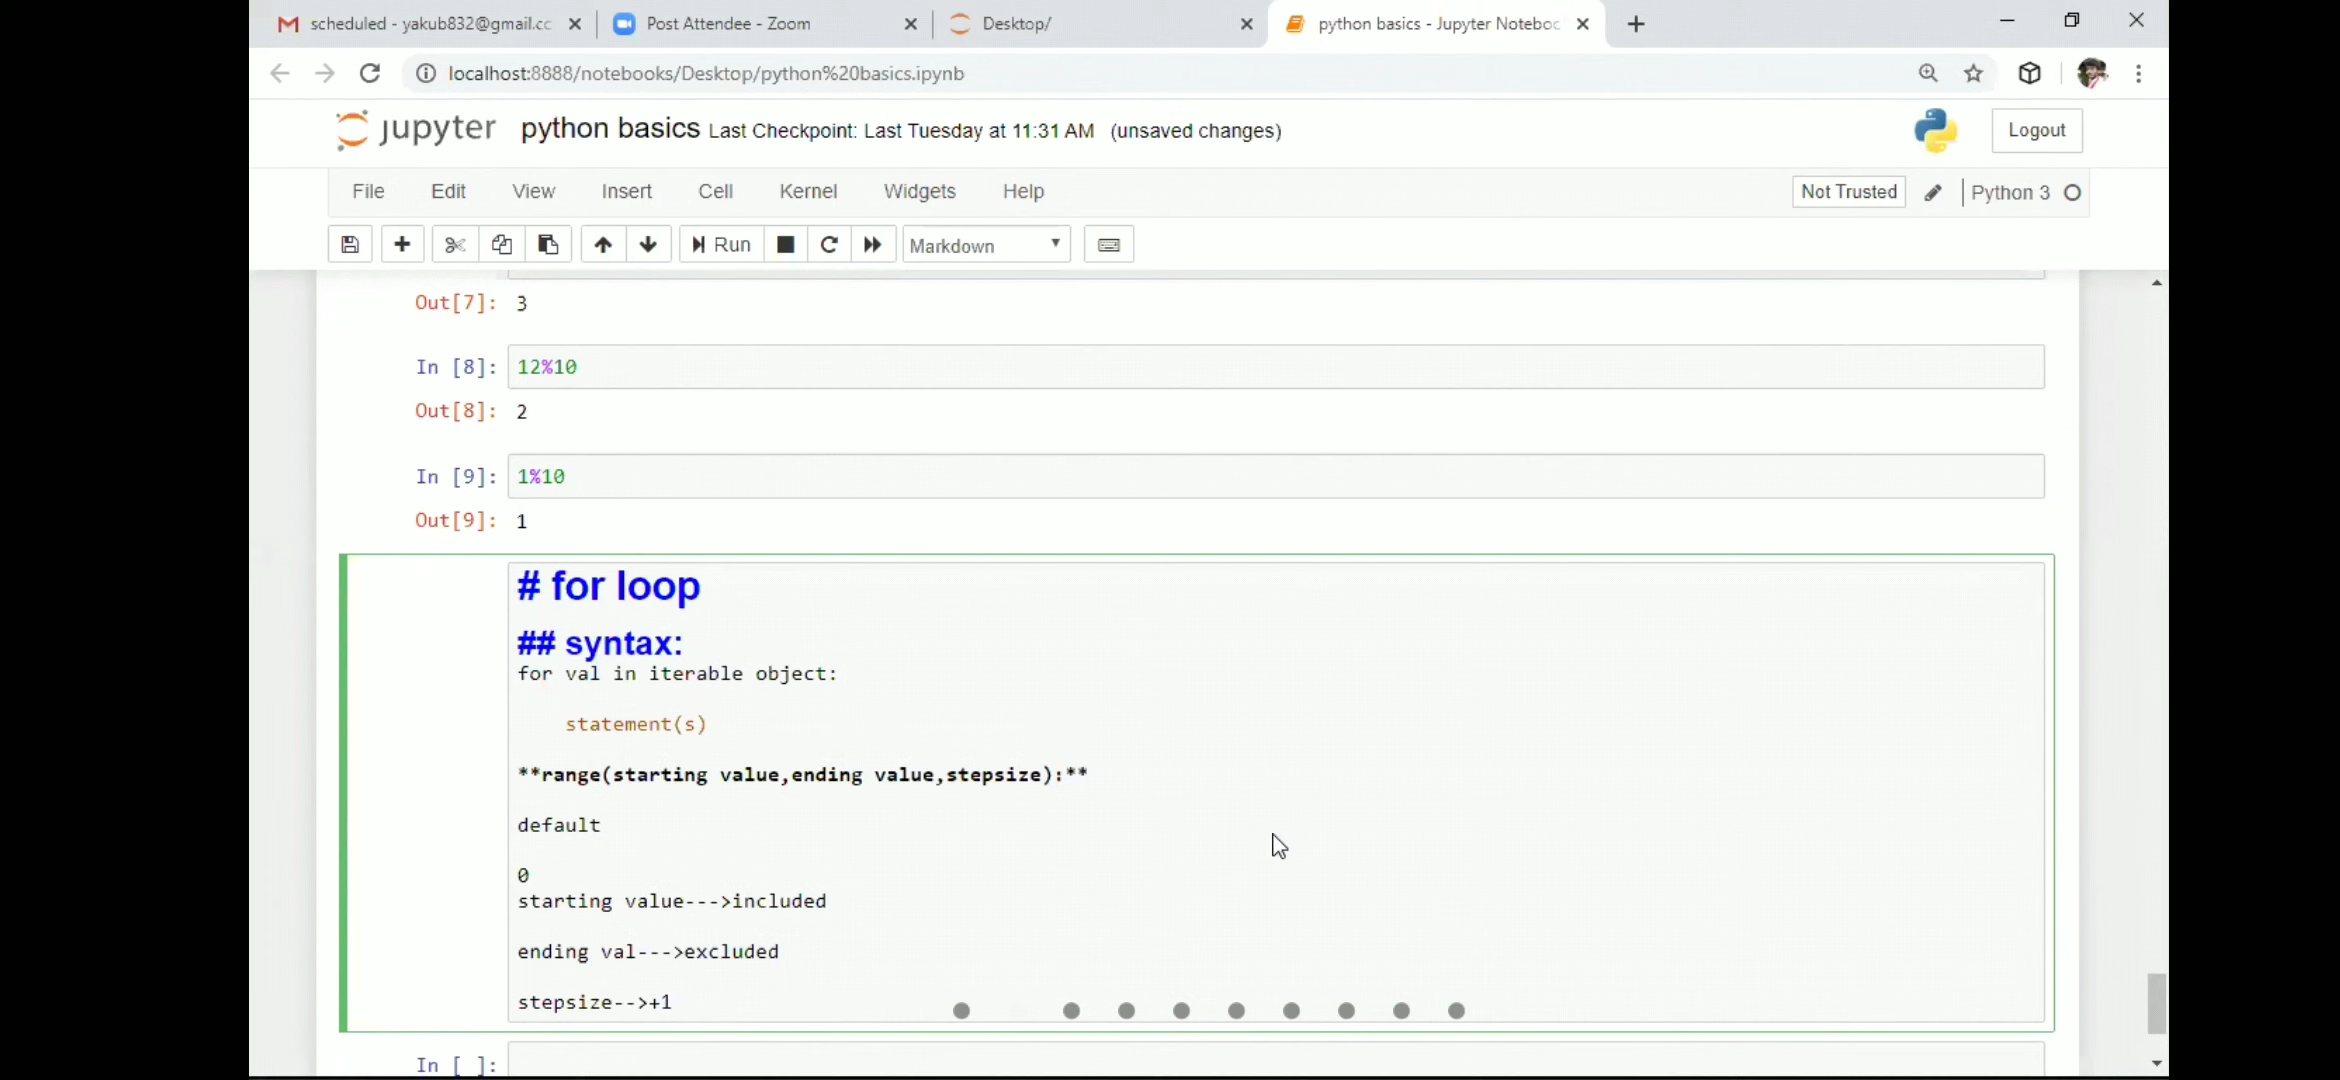 scheduled - yakub832@gmail.cc
Post Attendee - Zoom
Desktop/
python basics - Jupyter Noteboc
localhost:8888/notebooks/Desktop/python%20basics.ipynb
jupyter python basics Last Checkpoint: Last Tuesday at 11:31 AM (unsaved changes)
Logout
File Edit View Insert Cell Kernel Widgets Help
Not Trusted
Python 3
Run
Markdown
Out[7]: 3
In [8]: 12%10
Out[8]: 2
In [9]: 1%10
Out[9]: 1
# for loop
## syntax:
for val in iterable object:
statement(s)
**range(starting value,ending value,stepsize):**
default
0
starting value--->included
ending val--->excluded
stepsize-->+1
In [ ]: